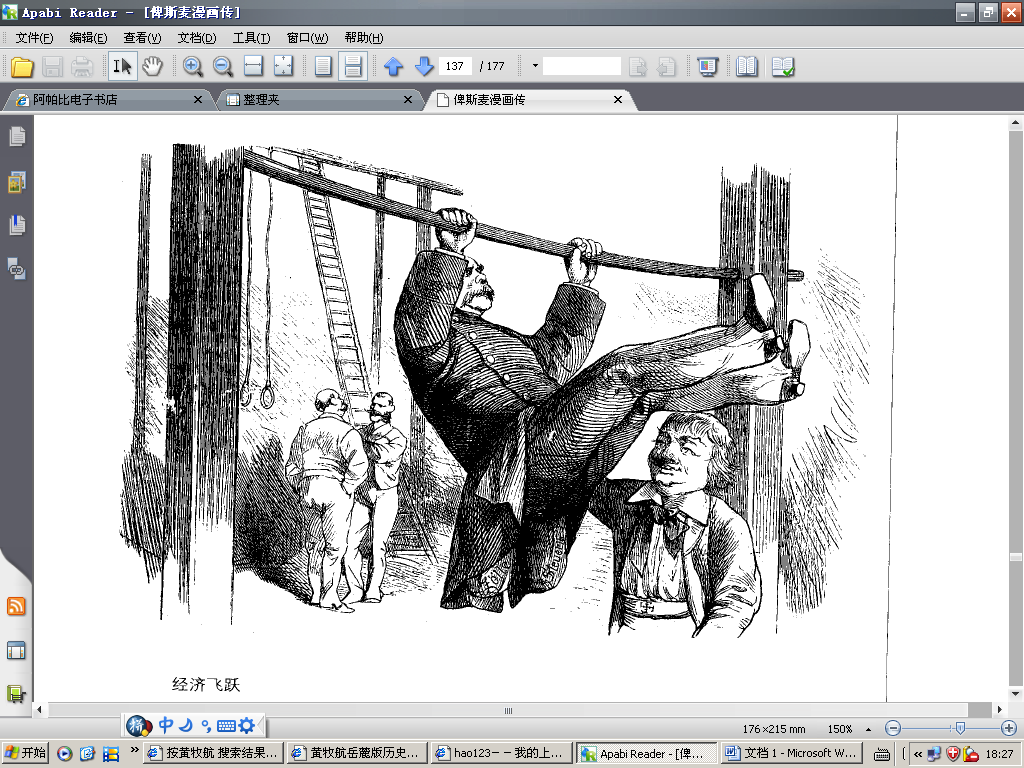 Apabi Reader - [俾斯麦漫画传]
文件(F) 编辑(E) 查看(V) 文档(D) 工具(T) 窗口(W) 帮助(H)
137 / 177
阿帕比电子书店 整理夹 俾斯麦漫画传
经济飞跃
中
176×215 mm 150%
开始 按黄牧航 搜索结果... 黄牧航岳麓版历史... hao123－－我的上... Apabi Reader - [俾... 文档 1 - Microsoft W... 18:27